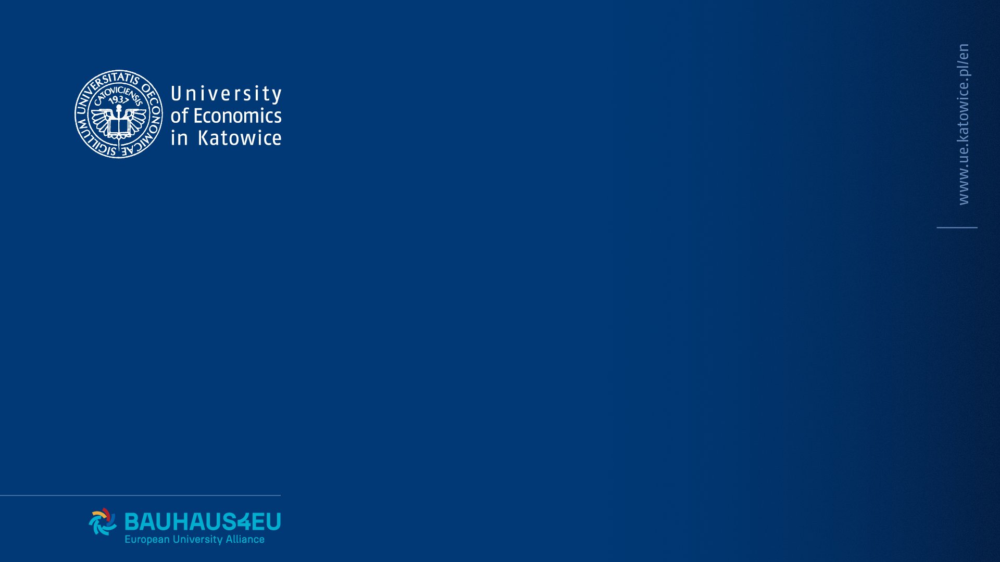 SIGILLUM UNIVERSITATIS OECONOMICAE
CATOVICIENSIS
1937
University
of Economics
in Katowice
www.ue.katowice.pl/en
BAUHAUS4EU
European University Alliance